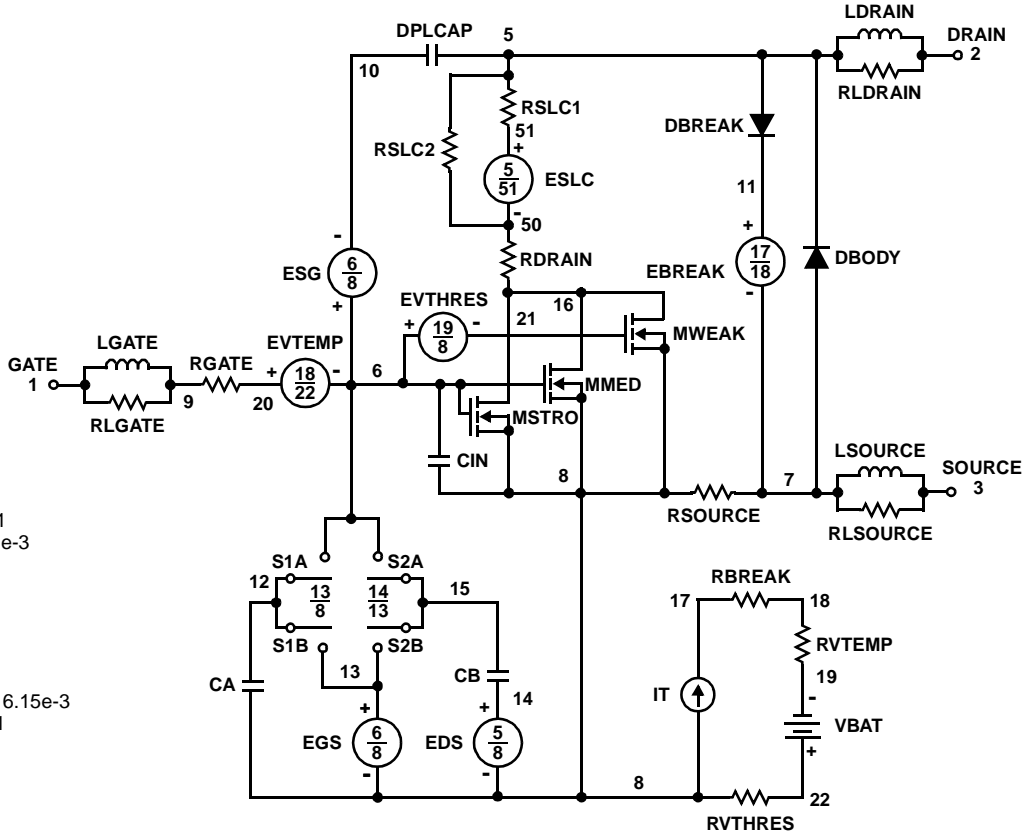 LDRAIN
DPLCAP
5
DRAIN
2
10
RLDRAIN
RSLC1
51
+
DBREAK
RSLC2
5
51
ESLC
-
50
11
-
+
RDRAIN
17
18
EBREAK
DBODY
ESG
6
8
+
-
EVTHRES
16
21
+
19
8
-
MWEAK
LGATE
EVTEMP
GATE
1
RGATE
+
18
22
-
6
MMED
9
20
MSTRO
RLGATE
CIN
LSOURCE
SOURCE
3
8
7
RSOURCE
RLSOURCE
e-3
S1A
S2A
12
13
8
14
13
15
RBREAK
17
18
S1B
S2B
RVTEMP
13
CB
19
CA
14
IT
-
6.15e-3
+
+
VBAT
EGS
6
8
EDS
5
8
+
-
-
8
22
RVTHRES